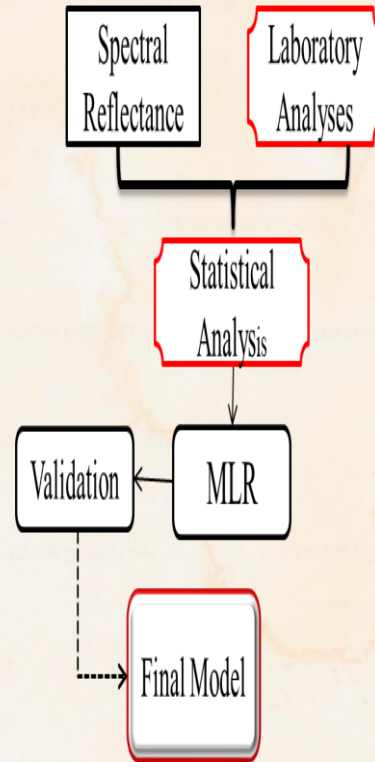 Spectral
Reflectance
Laboratory
Analyses
Statistical
Analysis
Validation
MLR
Final Model